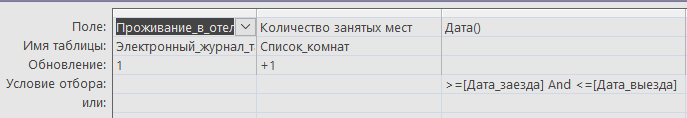 Поле: Проживание_в_отел Количество занятых мест Дата()
Имя таблицы: Электронный_журнал_т Список_комнат
Обновление: 1 +1
Условие отбора: >=[Дата_заезда] And <=[Дата_выезда]
или: